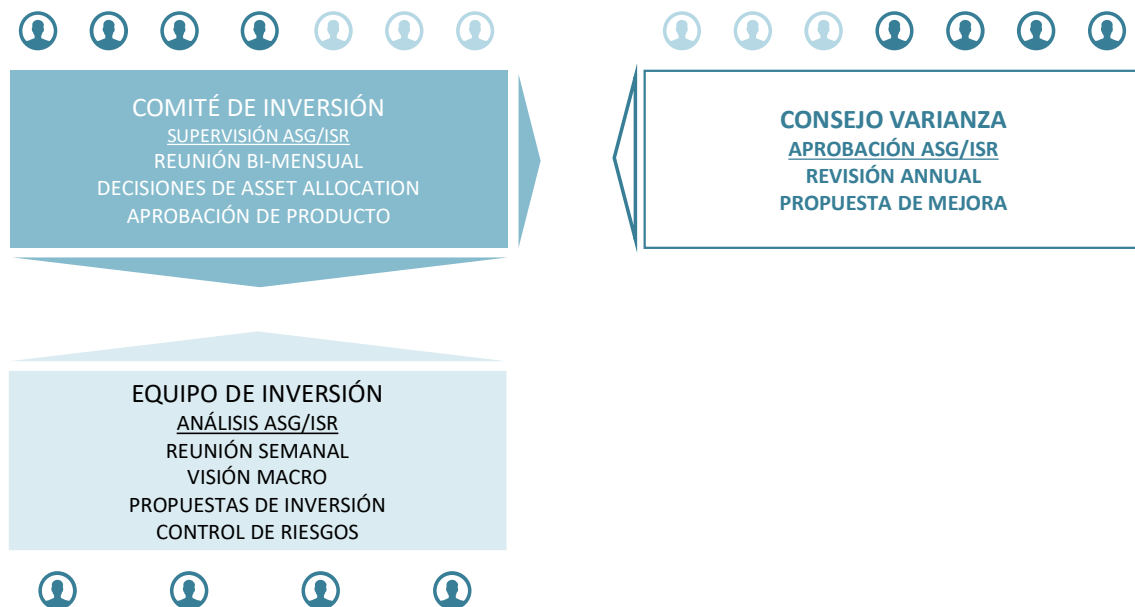 COMITÉ DE INVERSIÓN
SUPERVISIÓN ASG/ISR
REUNIÓN BI-MENSUAL
DECISIONES DE ASSET ALLOCATION
APROBACIÓN DE PRODUCTO
CONSEJO VARIANZA
APROBACIÓN ASG/ISR
REVISIÓN ANNUAL
PROPUESTA DE MEJORA
EQUIPO DE INVERSIÓN
ANÁLISIS ASG/ISR
REUNIÓN SEMANAL
VISIÓN MACRO
PROPUESTAS DE INVERSIÓN
CONTROL DE RIESGOS